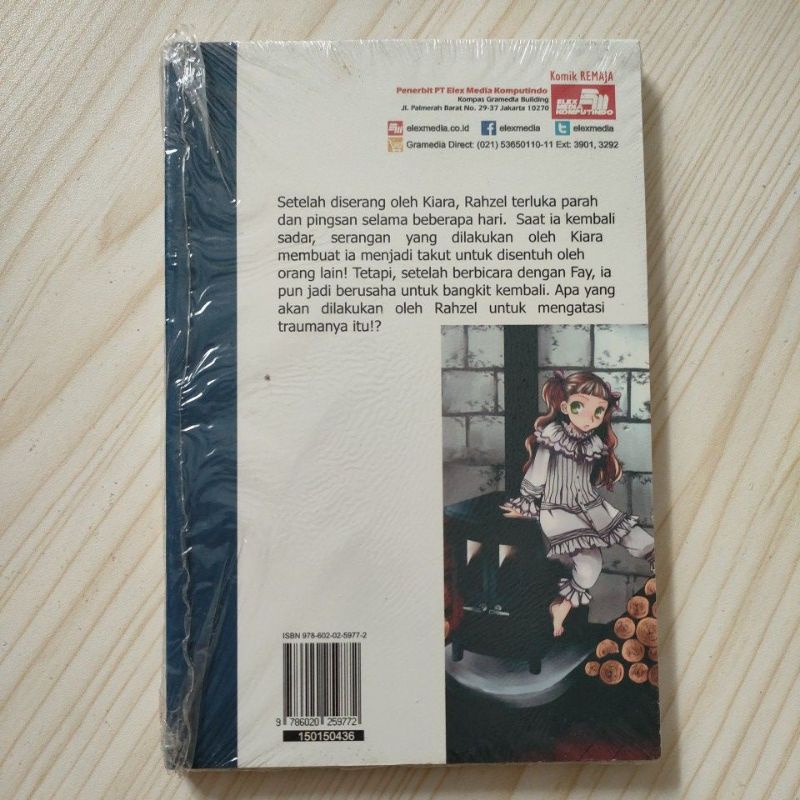 Komik REMAJA
Penerbit PT Elex Media Komputindo
Kompas Gramedia Building
Jl. Palmerah Barat No. 29-37 Jakarta 10270
ELEX MEDIA KOMPUTINDO
elexmedia.co.id elexmedia elexmedia
Gramedia Direct: (021) 53650110-11 Ext: 3901, 3292
Setelah diserang oleh Kiara, Rahzel terluka parah
dan pingsan selama beberapa hari. Saat ia kembali
sadar, serangan yang dilakukan oleh Kiara
membuat ia menjadi takut untuk disentuh oleh
orang lain! Tetapi, setelah berbicara dengan Fay, ia
pun jadi berusaha untuk bangkit kembali. Apa yang
akan dilakukan oleh Rahzel untuk mengatasi
traumanya itu!?
ISBN 978-602-02-5977-2
9 786020 259772
150150436